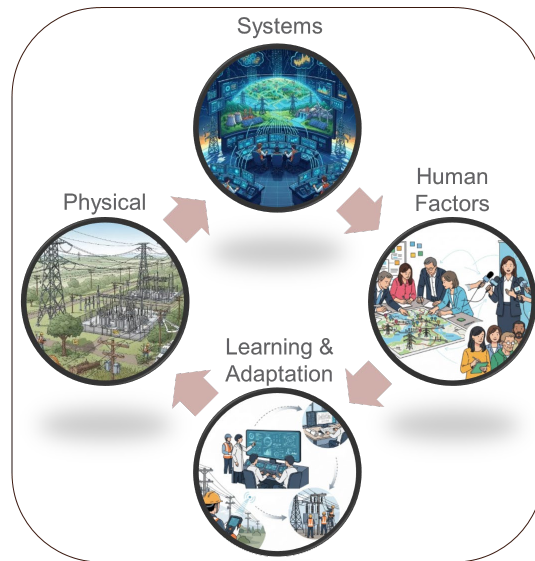 Systems
Human
Factors
Physical
Learning &
Adaptation